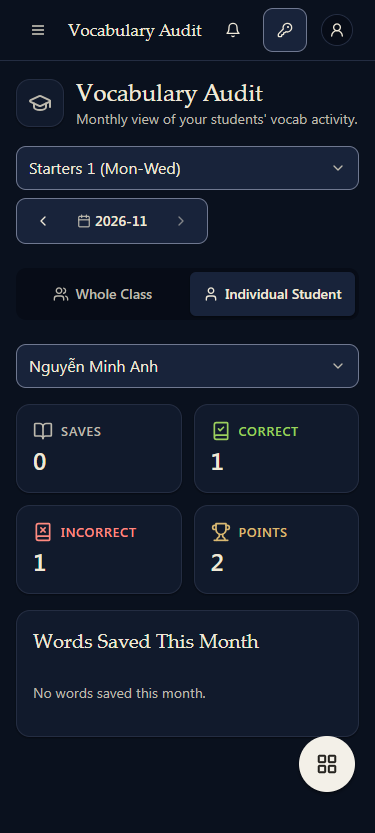 Vocabulary Audit
Vocabulary Audit
Monthly view of your students' vocab activity.
Starters 1 (Mon-Wed)
2026-11
Whole Class
Individual Student
Nguyễn Minh Anh
SAVES
0
CORRECT
1
INCORRECT
1
POINTS
2
Words Saved This Month
No words saved this month.